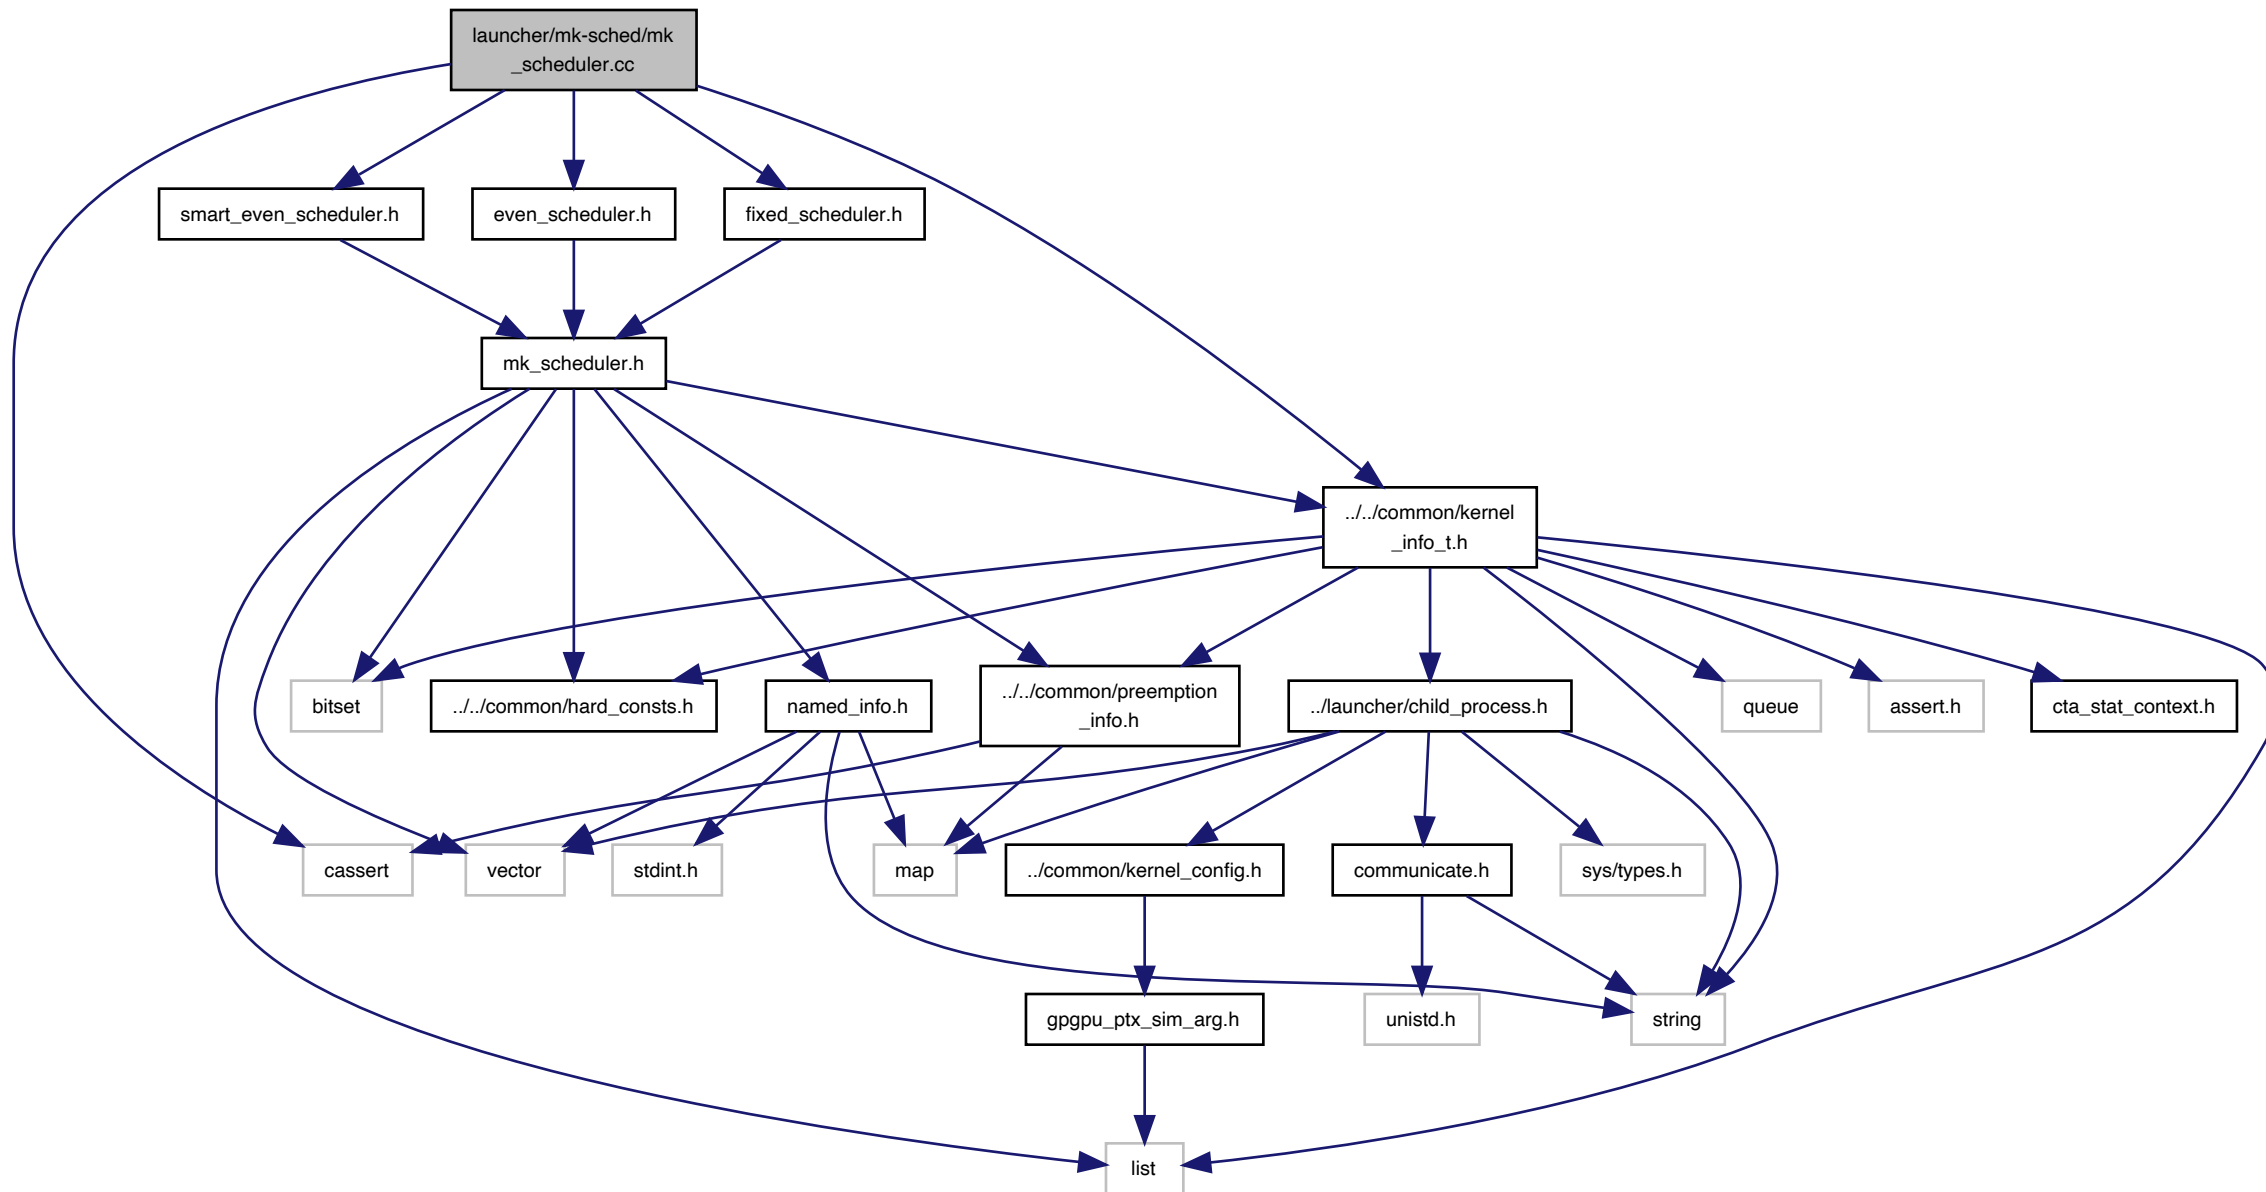 launcher/mk-sched/mk
_scheduler.cc
smart_even_scheduler.h
even_scheduler.h
fixed_scheduler.h
mk_scheduler.h
../../common/kernel
_info_t.h
bitset
../../common/hard_consts.h
named_info.h
../../common/preemption
_info.h
../launcher/child_process.h
queue
assert.h
cta_stat_context.h
cassert
vector
stdint.h
map
../common/kernel_config.h
communicate.h
sys/types.h
gpgpu_ptx_sim_arg.h
unistd.h
string
list